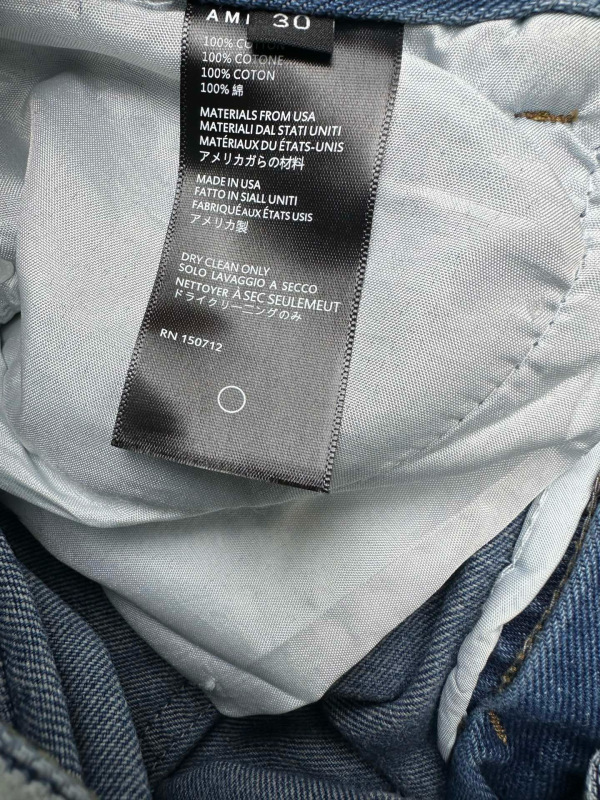 AMI 30
100% COTTON
100% COTONE
100% COTON
100% 綿
MATERIALS FROM USA
MATERIALI DAL STATI UNITI
MATÉRIAUX DU ÉTATS-UNIS
アメリカガらの材料
MADE IN USA
FATTO IN SIALL UNITI
FABRIQUÉAUX ÉTATS USIS
アメリカ製
DRY CLEAN ONLY
SOLO LAVAGGIO A SECCO
NETTOYER À SEC SEULEMEUT
ドライクリーニングのみ
RN 150712